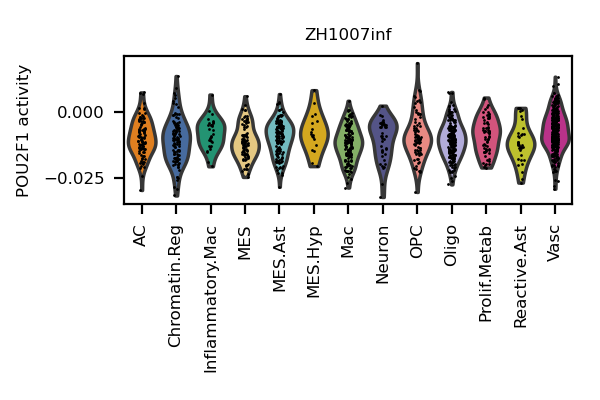 ZH1007inf
POU2F1 activity
0.000
−0.025
AC
Chromatin.Reg
Inflammatory.Mac
MES
MES.Ast
MES.Hyp
Mac
Neuron
OPC
Oligo
Prolif.Metab
Reactive.Ast
Vasc